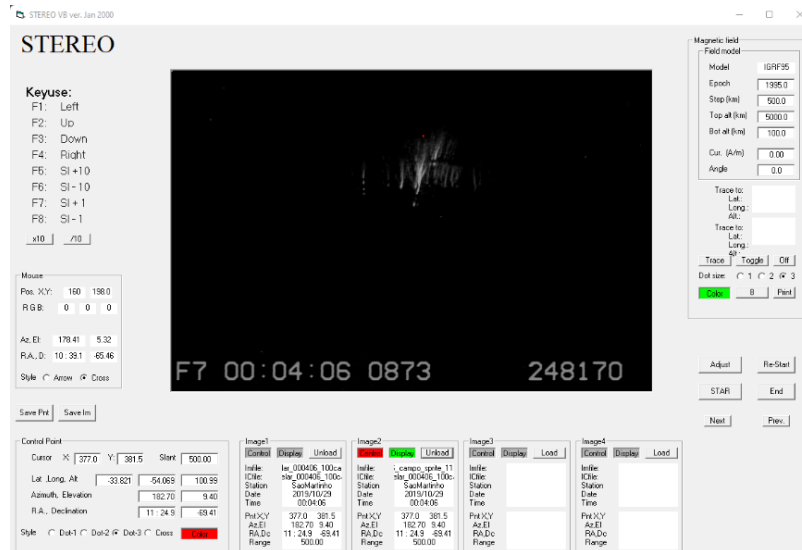 STEREO VB ver. Jan 2000
STEREO
Keyuse:
F1: Left
F2: Up
F3: Down
F4: Right
F5: SI +10
F6: SI - 10
F7: SI + 1
F8: SI - 1
x10 /10
Mouse
Pos. X,Y: 160 198.0
R G B: 0 0 0
Az, El: 178.41 5.32
R.A., D: 10 : 39.1 -65.46
Style Arrow Cross
Save Pnt Save Im
F7 00:04:06 0873 248170
Magnetic field
Field model
Model IGRF95
Epoch 1995.0
Step (km) 500.0
Top alt (km) 5000.0
Bot alt (km) 100.0
Cur. (A/m) 0.00
Angle 0.0
Trace to:
Lat.:
Long.:
Alt.:
Trace to:
Lat.:
Long.:
Alt.:
Trace Toggle Off
Dot size: 1 2 3
Color B Print
Adjust Re-Start
STAR End
Next Prev.
Control Point
Cursor X: 377.0 Y: 381.5 Slant 500.00
Lat .Long, Alt -33.821 -54.069 100.99
Azimuth, Elevation 182.70 9.40
R.A., Declination 11 : 24.9 -69.41
Style Dot-1 Dot-2 Dot-3 Cross Color
Image1
Control Display Unload
Imfile: lar_000406_100ca
ICfile: elar_000406_100c
Station SaoMartinho
Date 2019/10/29
Time 00:04:06
Pnt X,Y 377.0 381.5
Az,El 182.70 9.40
RA,Dc 11 : 24.9 -69.41
Range 500.00
Image2
Control Display Unload
Imfile: _campo_sprite_11
ICfile: elar_000406_100c
Station SaoMartinho
Date 2019/10/29
Time 00:04:06
Pnt X,Y 377.0 381.5
Az,El 182.70 9.40
RA,Dc 11 : 24.9 -69.41
Range 500.00
Image3
Control Display Load
Imfile:
ICfile:
Station
Date
Time
Pnt X,Y
Az,El
RA,Dc
Range
Image4
Control Display Load
Imfile:
ICfile:
Station
Date
Time
Pnt X,Y
Az,El
RA,Dc
Range